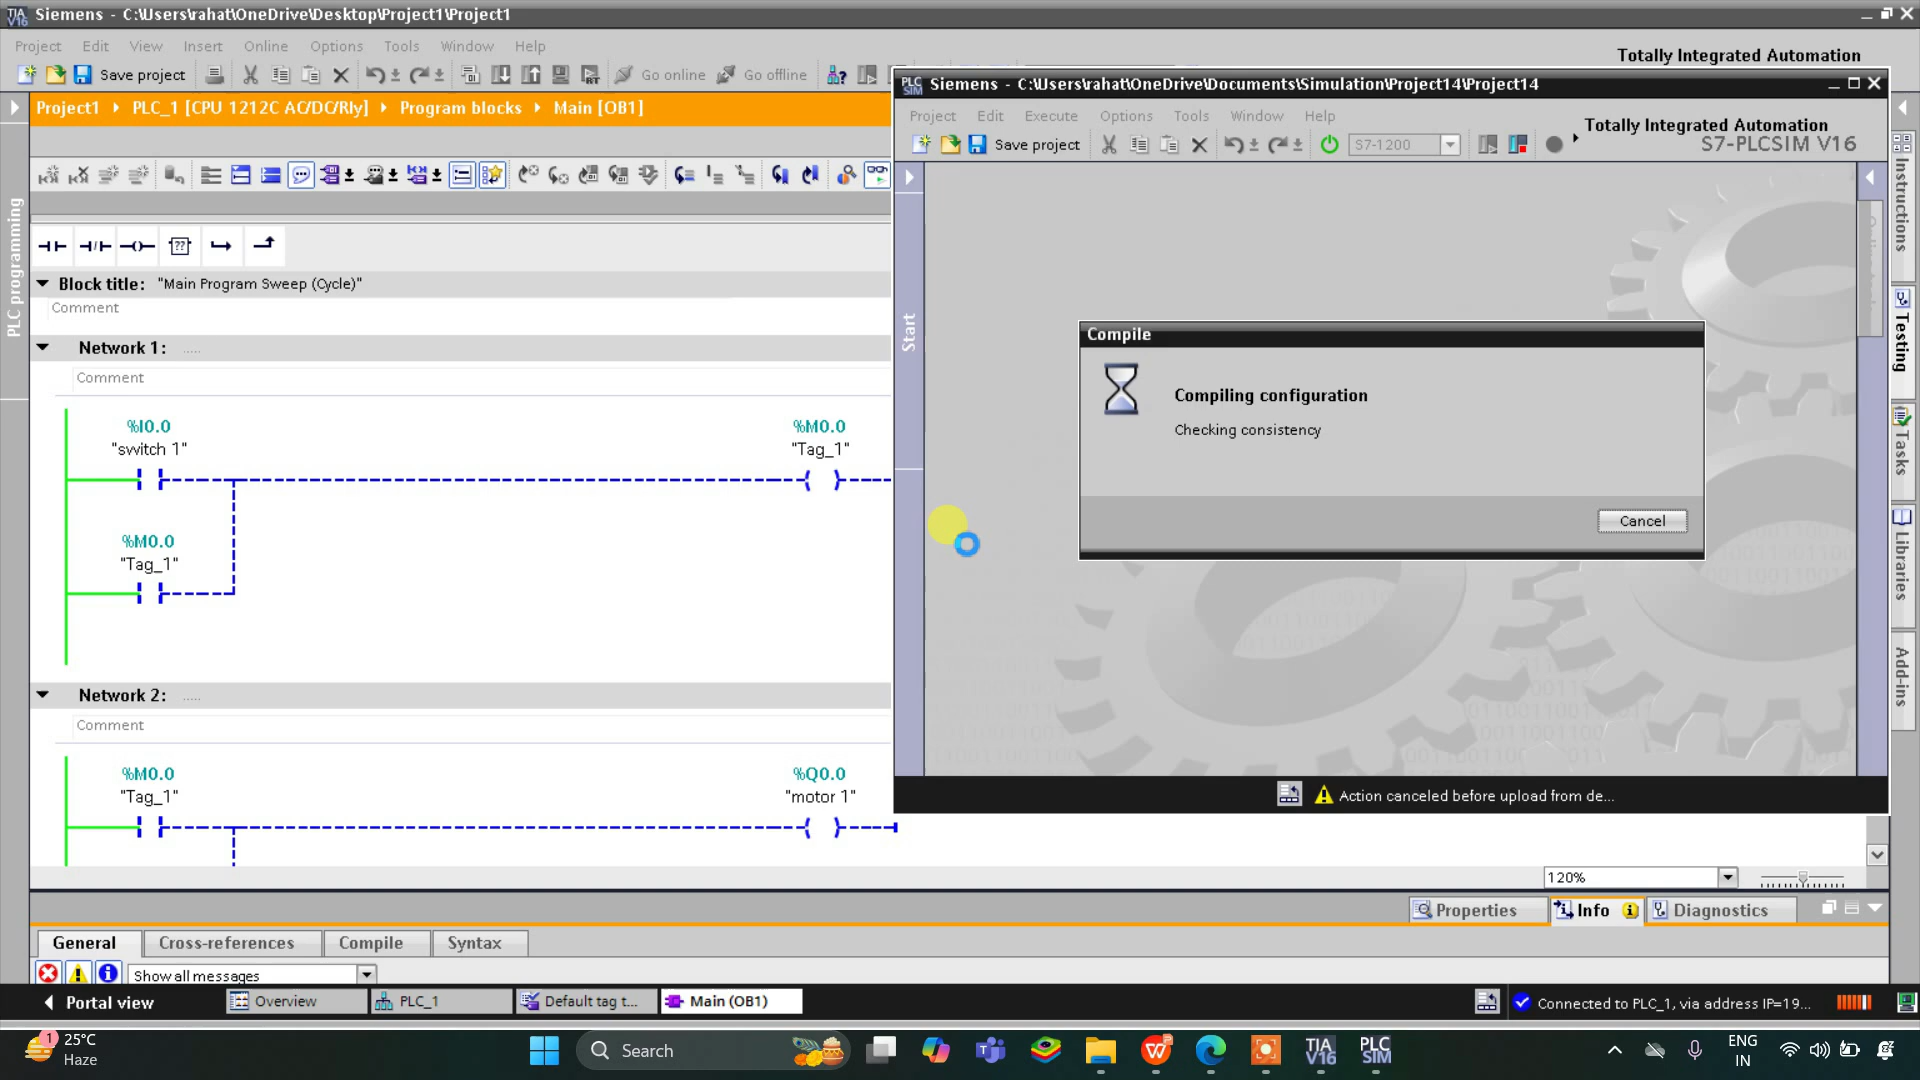 Siemens - C:\Users\rahat\OneDrive\Desktop\Project1\Project1
Project Edit View Insert Online Options Tools Window Help
Totally Integrated Automation
Save project
Go online
Go offline
Project1 PLC_1 [CPU 1212C AC/DC/Rly] Program blocks Main [OB1]
PLC programming
Block title: "Main Program Sweep (Cycle)"
Comment
Network 1: .....
Comment
%I0.0
"switch 1"
%M0.0
"Tag_1"
%M0.0
"Tag_1"
Network 2: .....
Comment
%M0.0
"Tag_1"
%Q0.0
"motor 1"
Siemens - C:\Users\rahat\OneDrive\Documents\Simulation\Project14\Project14
Project Edit Execute Options Tools Window Help
Totally Integrated Automation
S7-PLCSIM V16
Save project
S7-1200
Start
Compile
Compiling configuration
Checking consistency
Cancel
Action canceled before upload from de...
Instructions
Testing
Tasks
Libraries
Add-ins
120%
Properties
Info
Diagnostics
General Cross-references Compile Syntax
Show all messages
Portal view
Overview
PLC_1
Default tag t...
Main (OB1)
Connected to PLC_1, via address IP=19...
1
25°C
Haze
Search
TIA
V16
PLC
SIM
ENG
IN